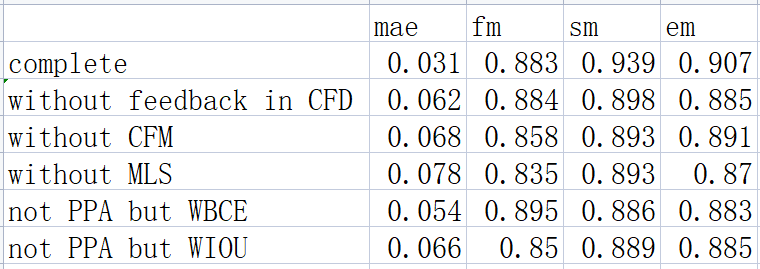 mae fm sm em
complete 0.031 0.883 0.939 0.907
without feedback in CFD 0.062 0.884 0.898 0.885
without CFM 0.068 0.858 0.893 0.891
without MLS 0.078 0.835 0.893 0.87
not PPA but WBCE 0.054 0.895 0.886 0.883
not PPA but WIOU 0.066 0.85 0.889 0.885